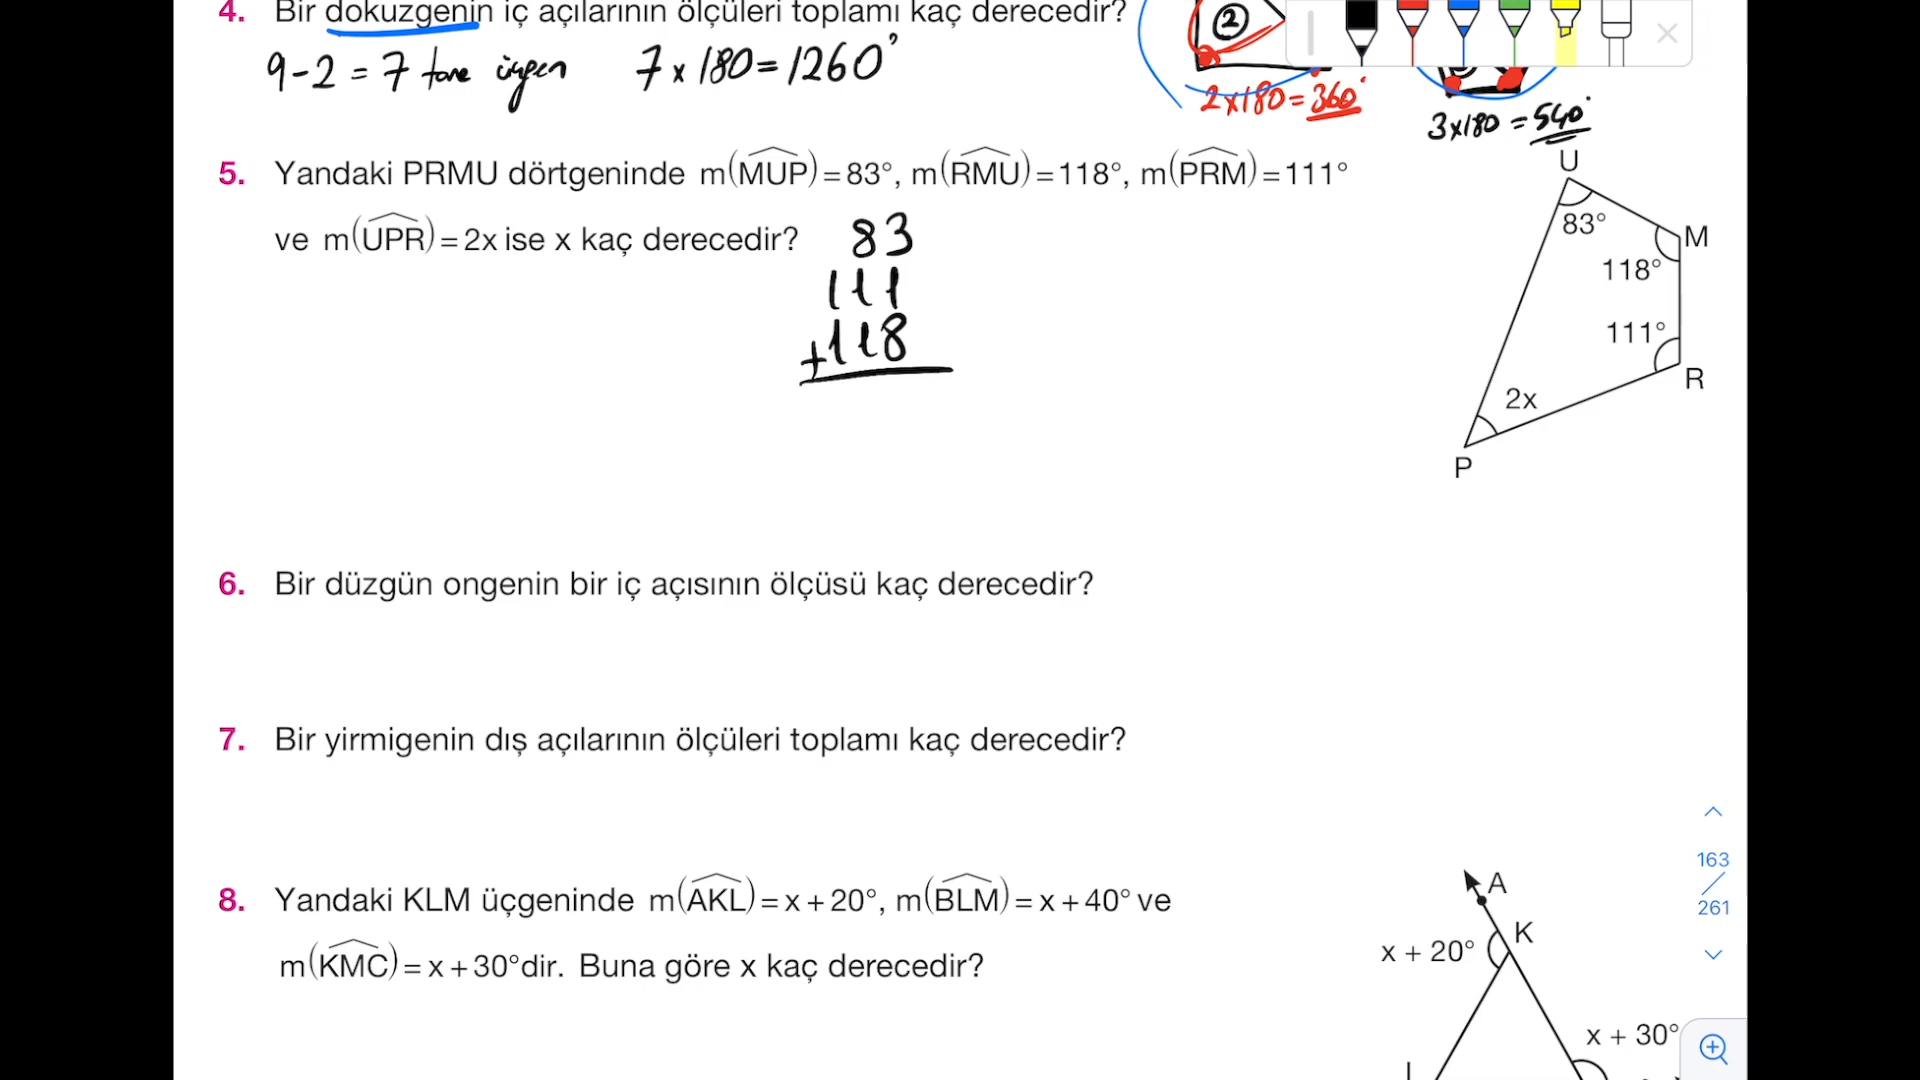 4. Bir dokuzgenin iç açılarının ölçüleri toplamı kaç derecedir?
9-2 = 7 tane üçgen 7 x 180 = 1260°
2
2x180 = 360°
3x180 = 540°
5. Yandaki PRMU dörtgeninde m(MUP) = 83°, m(RMU) = 118°, m(PRM) = 111°
ve m(UPR) = 2x ise x kaç derecedir?
83
111
+118
U
83°
M
118°
111°
R
2x
P
6. Bir düzgün ongenin bir iç açısının ölçüsü kaç derecedir?
7. Bir yirmigenin dış açılarının ölçüleri toplamı kaç derecedir?
8. Yandaki KLM üçgeninde m(AKL) = x + 20°, m(BLM) = x + 40° ve
m(KMC) = x + 30°dir. Buna göre x kaç derecedir?
A
K
x + 20°
x + 30°
163
261